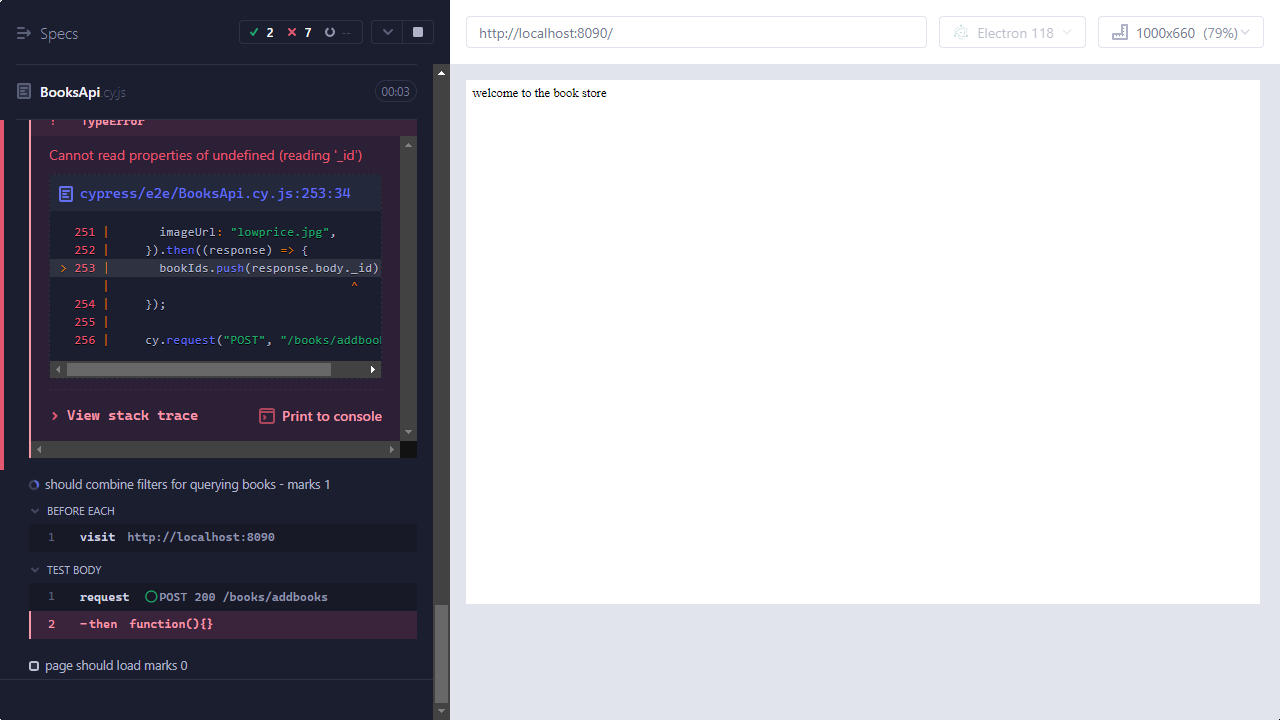 Specs
2
7
--
BooksApi.cy.js
00:03
! TypeError
Cannot read properties of undefined (reading '_id')
cypress/e2e/BooksApi.cy.js:253:34
251 | imageUrl: "lowprice.jpg",
252 | }).then((response) => {
> 253 | bookIds.push(response.body._id)
| ^
254 | });
255 |
256 | cy.request("POST", "/books/addbook
> View stack trace
Print to console
should combine filters for querying books - marks 1
BEFORE EACH
1 visit http://localhost:8090
TEST BODY
1 request POST 200 /books/addbooks
2 -then function(){}
page should load marks 0
http://localhost:8090/
Electron 118
1000x660 (79%)
welcome to the book store